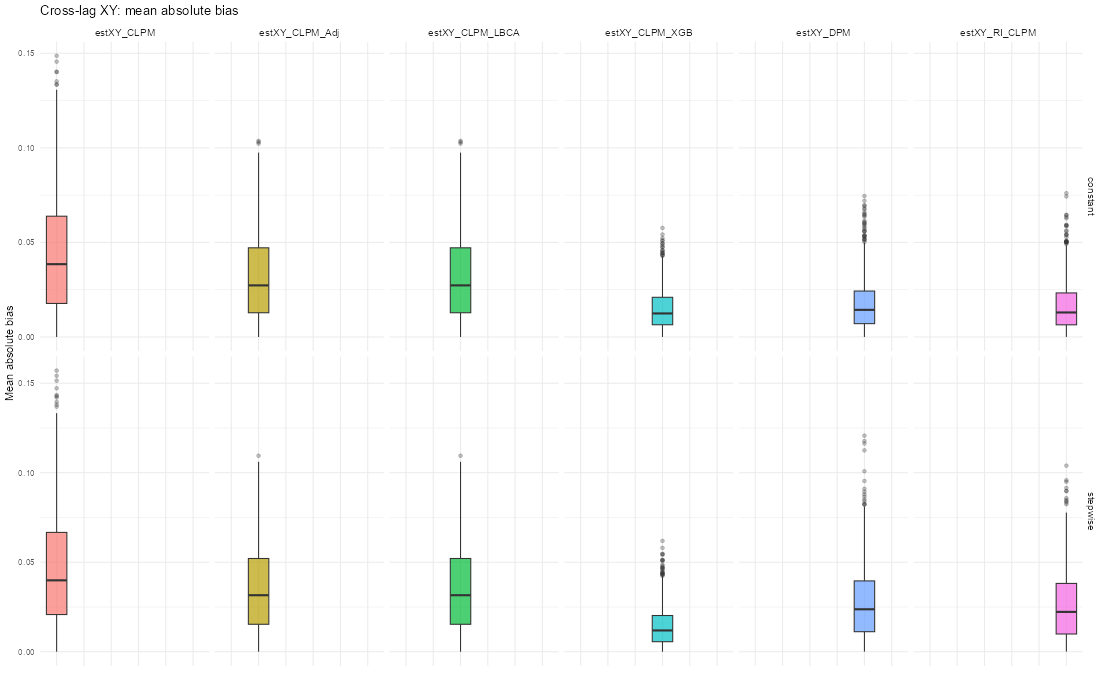 Cross-lag XY: mean absolute bias
estXY_CLPM
estXY_CLPM_Adj
estXY_CLPM_LBCA
estXY_CLPM_XGB
estXY_DPM
estXY_RI_CLPM
0.15
0.10
0.05
0.00
constant
Mean absolute bias
0.15
0.10
0.05
0.00
stepwise